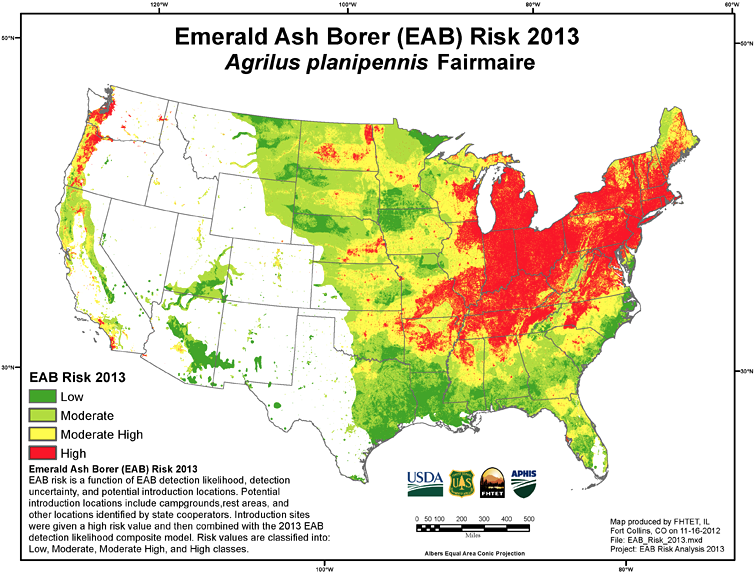 120°W 100°W 80°W 60°W
Emerald Ash Borer (EAB) Risk 2013
Agrilus planipennis Fairmaire
50°N 50°N
30°N 30°N
EAB Risk 2013
Low
Moderate
Moderate High
High
Emerald Ash Borer (EAB) Risk 2013
EAB risk is a function of EAB detection likelihood, detection
uncertainty, and potential introduction locations. Potential
introduction locations include campgrounds,rest areas, and
other locations identified by state cooperators. Introduction sites
were given a high risk value and then combined with the 2013 EAB
detection likelihood composite model. Risk values are classified into:
Low, Moderate, Moderate High, and High classes.
USDA UAS FHTET APHIS
0 50 100 200 300 400 500
Miles
Albers Equal Area Conic Projection
Map produced by FHTET, IL
Fort Collins, CO on 11-16-2012
File: EAB_Risk_2013.mxd
Project: EAB Risk Analysis 2013
100°W 80°W